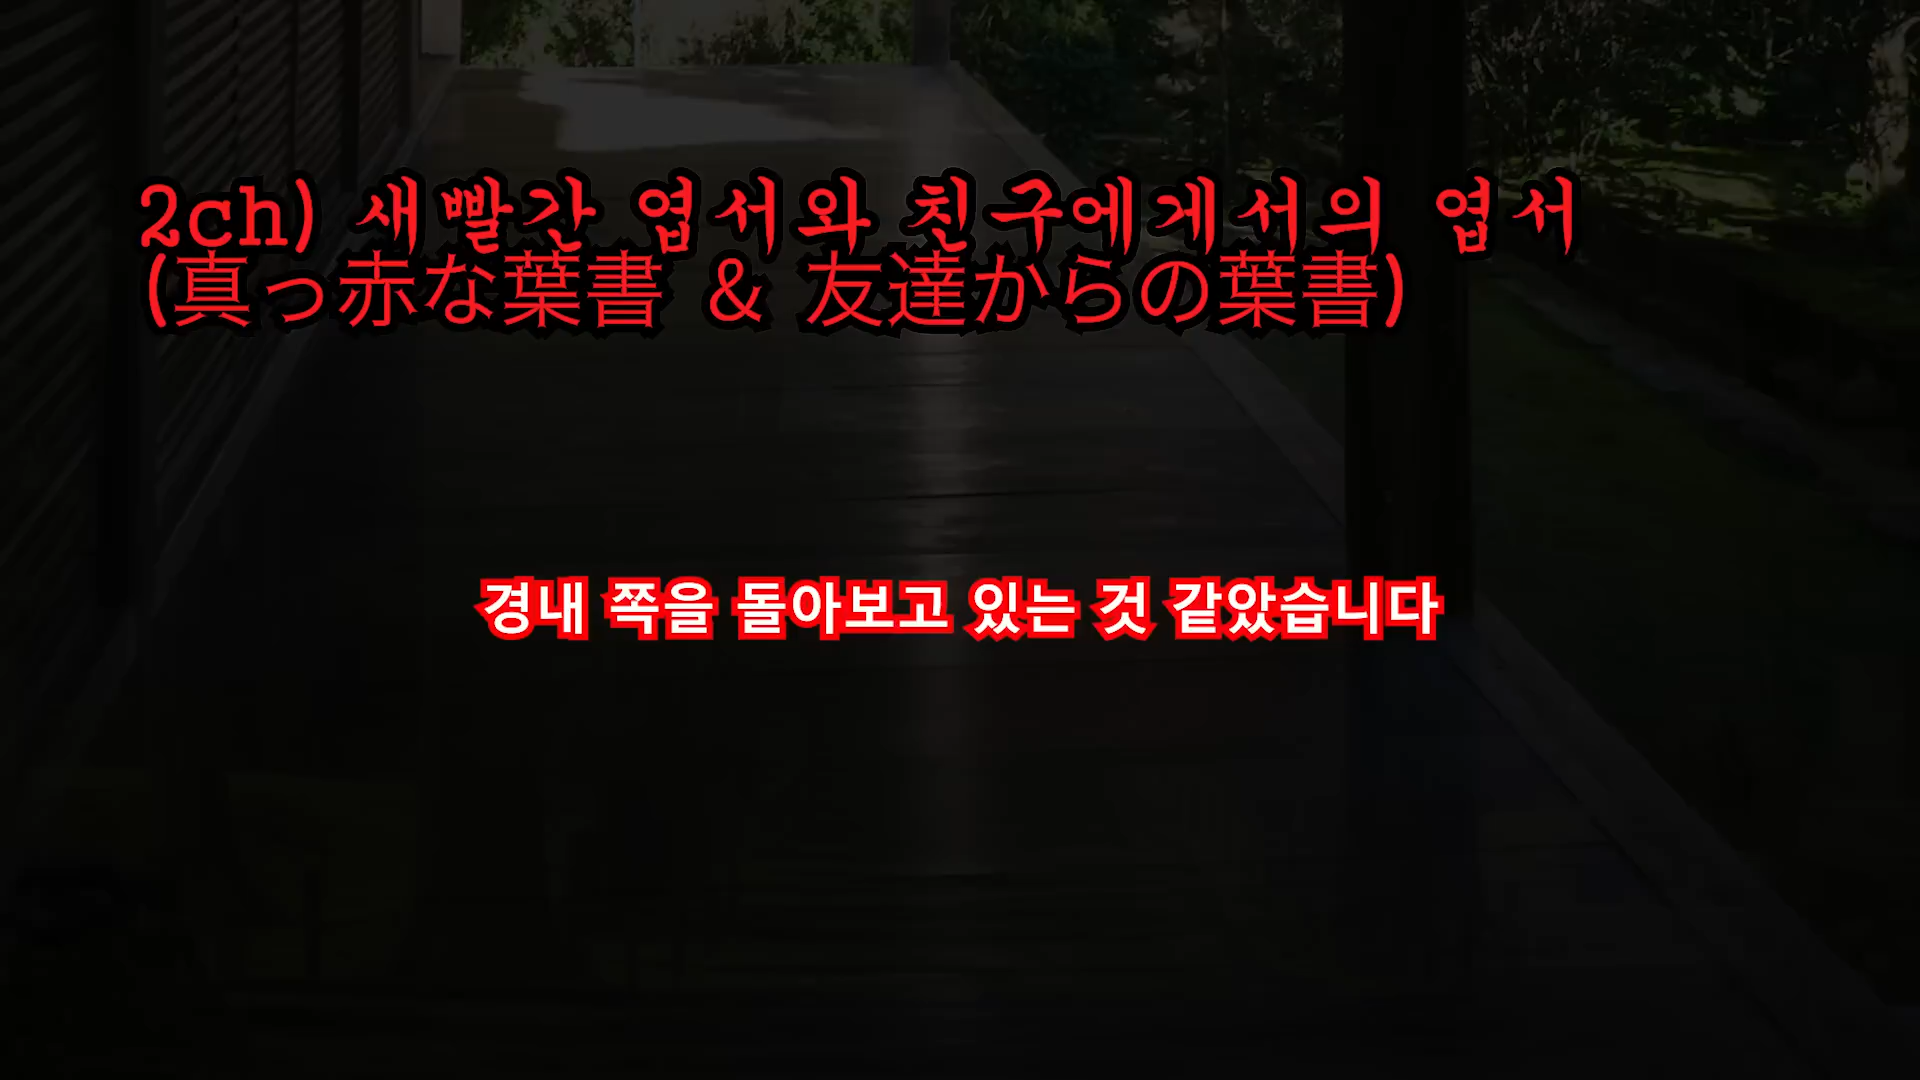 2ch) 새빨간 엽서와 친구에게서의 엽서
(真っ赤な葉書 & 友達からの葉書)
경내 쪽을 돌아보고 있는 것 같았습니다